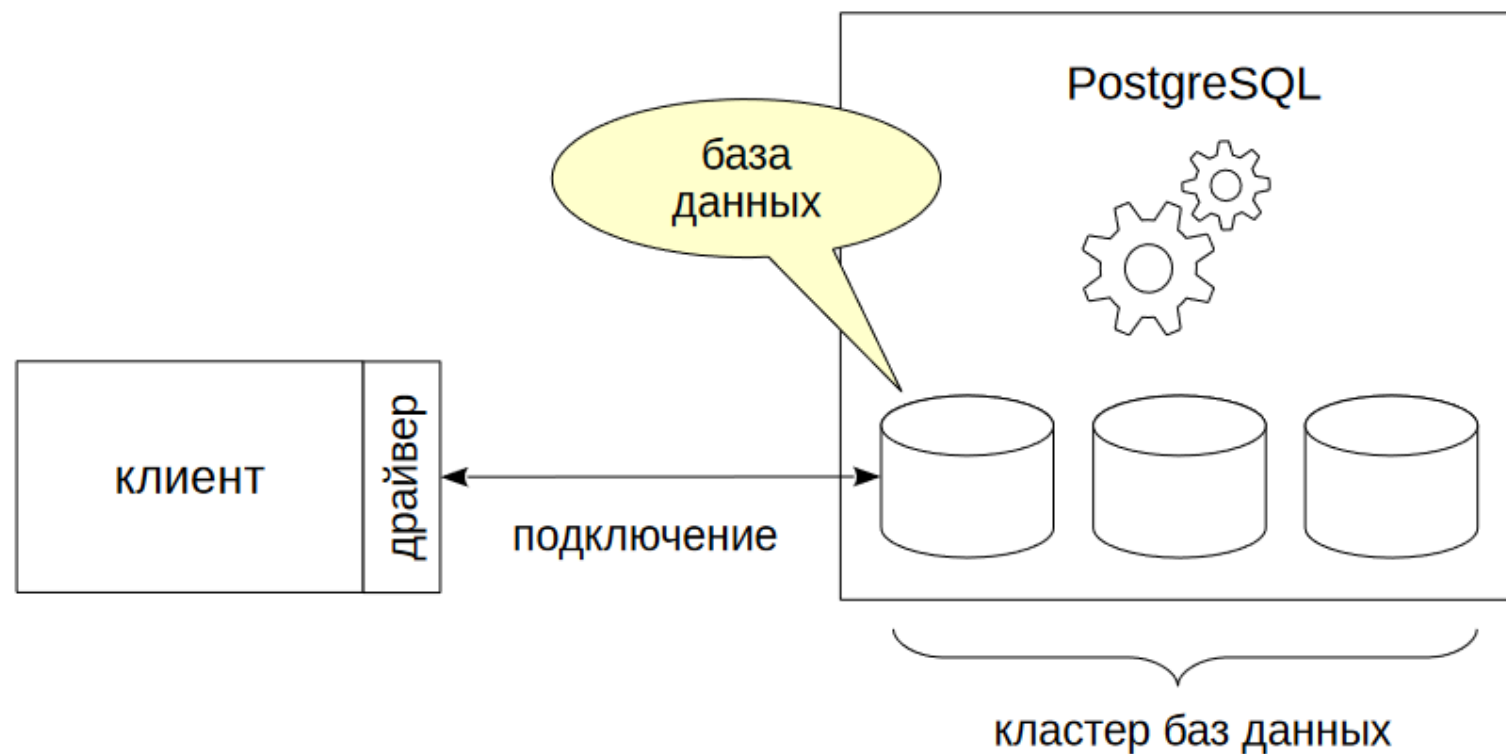 PostgreSQL
база
данных
клиент
драйвер
подключение
кластер баз данных